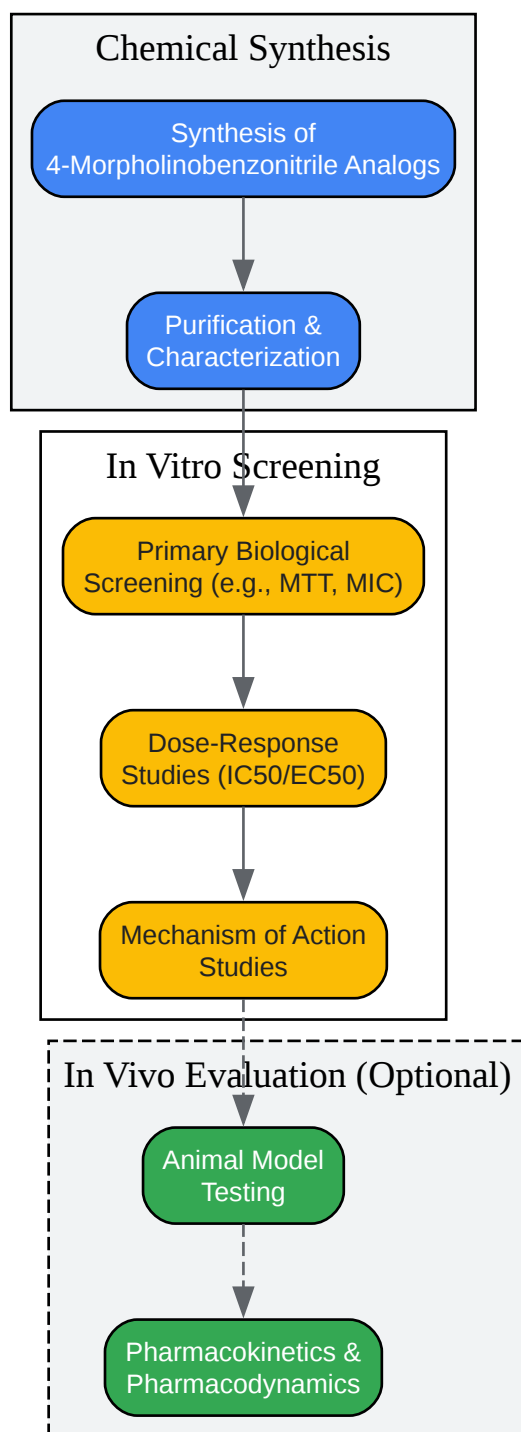 Chemical Synthesis
Synthesis of
4-Morpholinobenzonitrile Analogs
Purification &
Characterization
In Vitro Screening
Primary Biological
Screening (e.g., MTT, MIC)
Dose-Response
Studies (IC50/EC50)
Mechanism of Action
Studies
In Vivo Evaluation (Optional)
Animal Model
Testing
Pharmacokinetics &
Pharmacodynamics